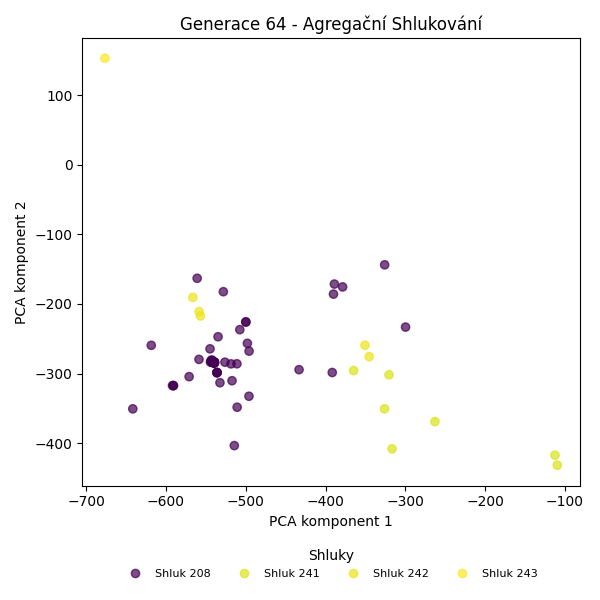 Generace 64 - Agregační Shlukování
PCA komponent 2
100
0
−100
−200
−300
−400
−700 −600 −500 −400 −300 −200 −100
PCA komponent 1
Shluky
Shluk 208 Shluk 241 Shluk 242 Shluk 243